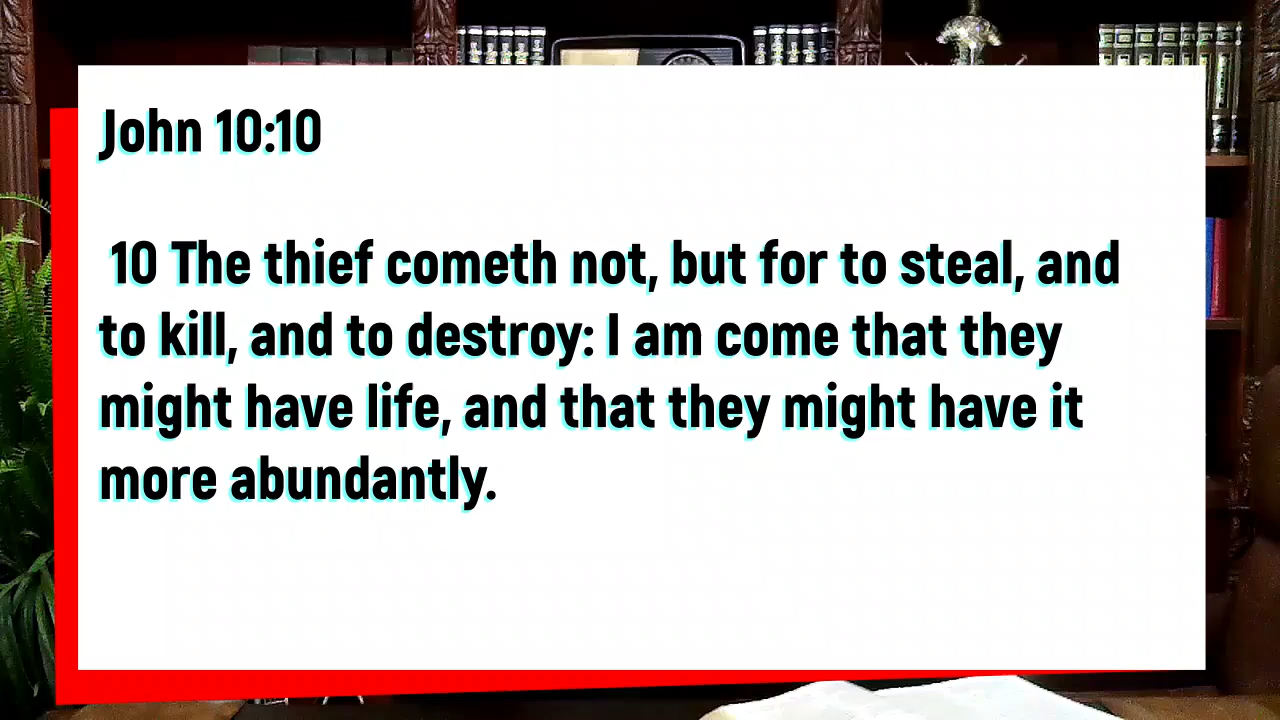 John 10:10
10 The thief cometh not, but for to steal, and
to kill, and to destroy: I am come that they
might have life, and that they might have it
more abundantly.